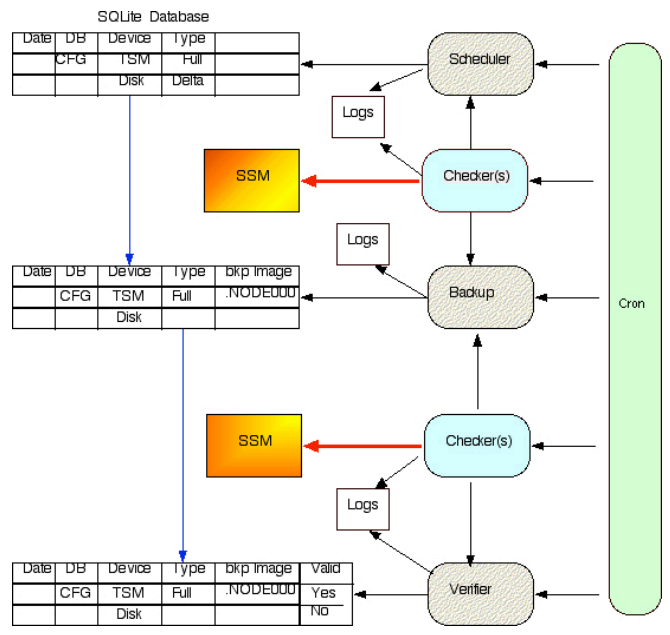 SQLite Database
Date DB Device Type
CFG TSM Full
Disk Delta
Scheduler
Logs
SSM
Checker(s)
Logs
Date DB Device Type bkp Image
CFG TSM Full .NODE000
Disk
Backup
Cron
SSM
Checker(s)
Logs
Date DB Device Type bkp Image Valid
CFG TSM Full .NODE000 Yes
Disk No
Verifier